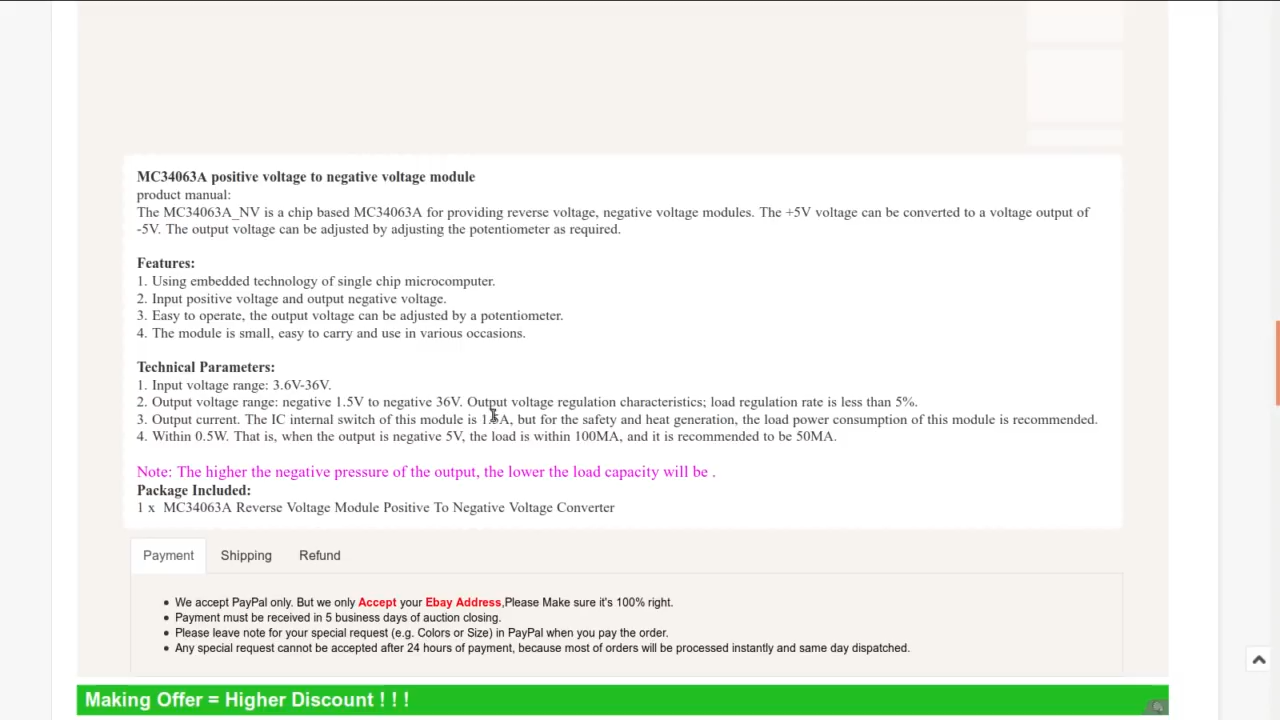 MC34063A positive voltage to negative voltage module
product manual:
The MC34063A_NV is a chip based MC34063A for providing reverse voltage, negative voltage modules. The +5V voltage can be converted to a voltage output of
-5V. The output voltage can be adjusted by adjusting the potentiometer as required.
Features:
1. Using embedded technology of single chip microcomputer.
2. Input positive voltage and output negative voltage.
3. Easy to operate, the output voltage can be adjusted by a potentiometer.
4. The module is small, easy to carry and use in various occasions.
Technical Parameters:
1. Input voltage range: 3.6V-36V.
2. Output voltage range: negative 1.5V to negative 36V. Output voltage regulation characteristics; load regulation rate is less than 5%.
3. Output current. The IC internal switch of this module is 1.5A, but for the safety and heat generation, the load power consumption of this module is recommended.
4. Within 0.5W. That is, when the output is negative 5V, the load is within 100MA, and it is recommended to be 50MA.
Note: The higher the negative pressure of the output, the lower the load capacity will be .
Package Included:
1 x MC34063A Reverse Voltage Module Positive To Negative Voltage Converter
Payment Shipping Refund
We accept PayPal only. But we only Accept your Ebay Address,Please Make sure it's 100% right.
Payment must be received in 5 business days of auction closing.
Please leave note for your special request (e.g. Colors or Size) in PayPal when you pay the order.
Any special request cannot be accepted after 24 hours of payment, because most of orders will be processed instantly and same day dispatched.
Making Offer = Higher Discount ! ! !